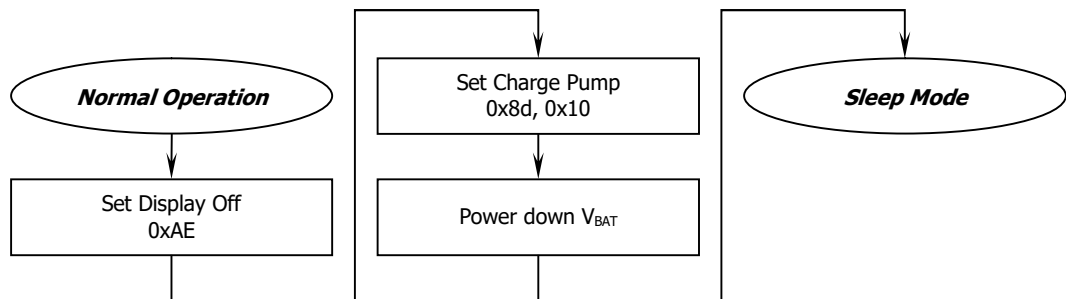 Normal Operation
Set Display Off
0xAE
Set Charge Pump
0x8d, 0x10
Power down VBAT
Sleep Mode